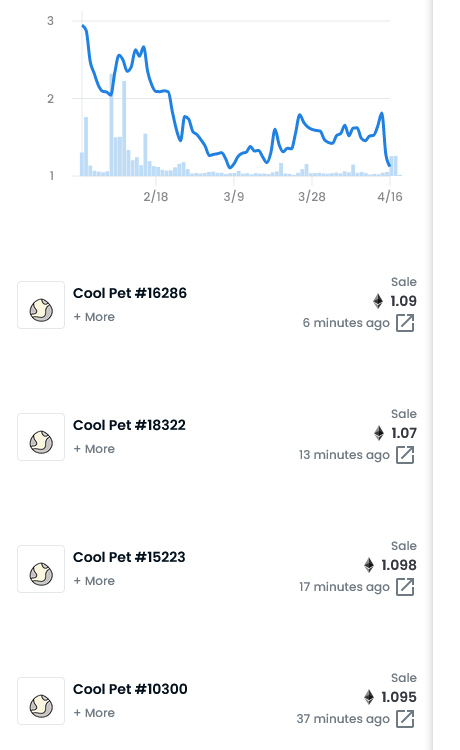 3
2
1
2/18 3/9 3/28 4/16
Sale
Cool Pet #16286 1.09
+ More 6 minutes ago
Sale
Cool Pet #18322 1.07
+ More 13 minutes ago
Sale
Cool Pet #15223 1.098
+ More 17 minutes ago
Sale
Cool Pet #10300 1.095
+ More 37 minutes ago